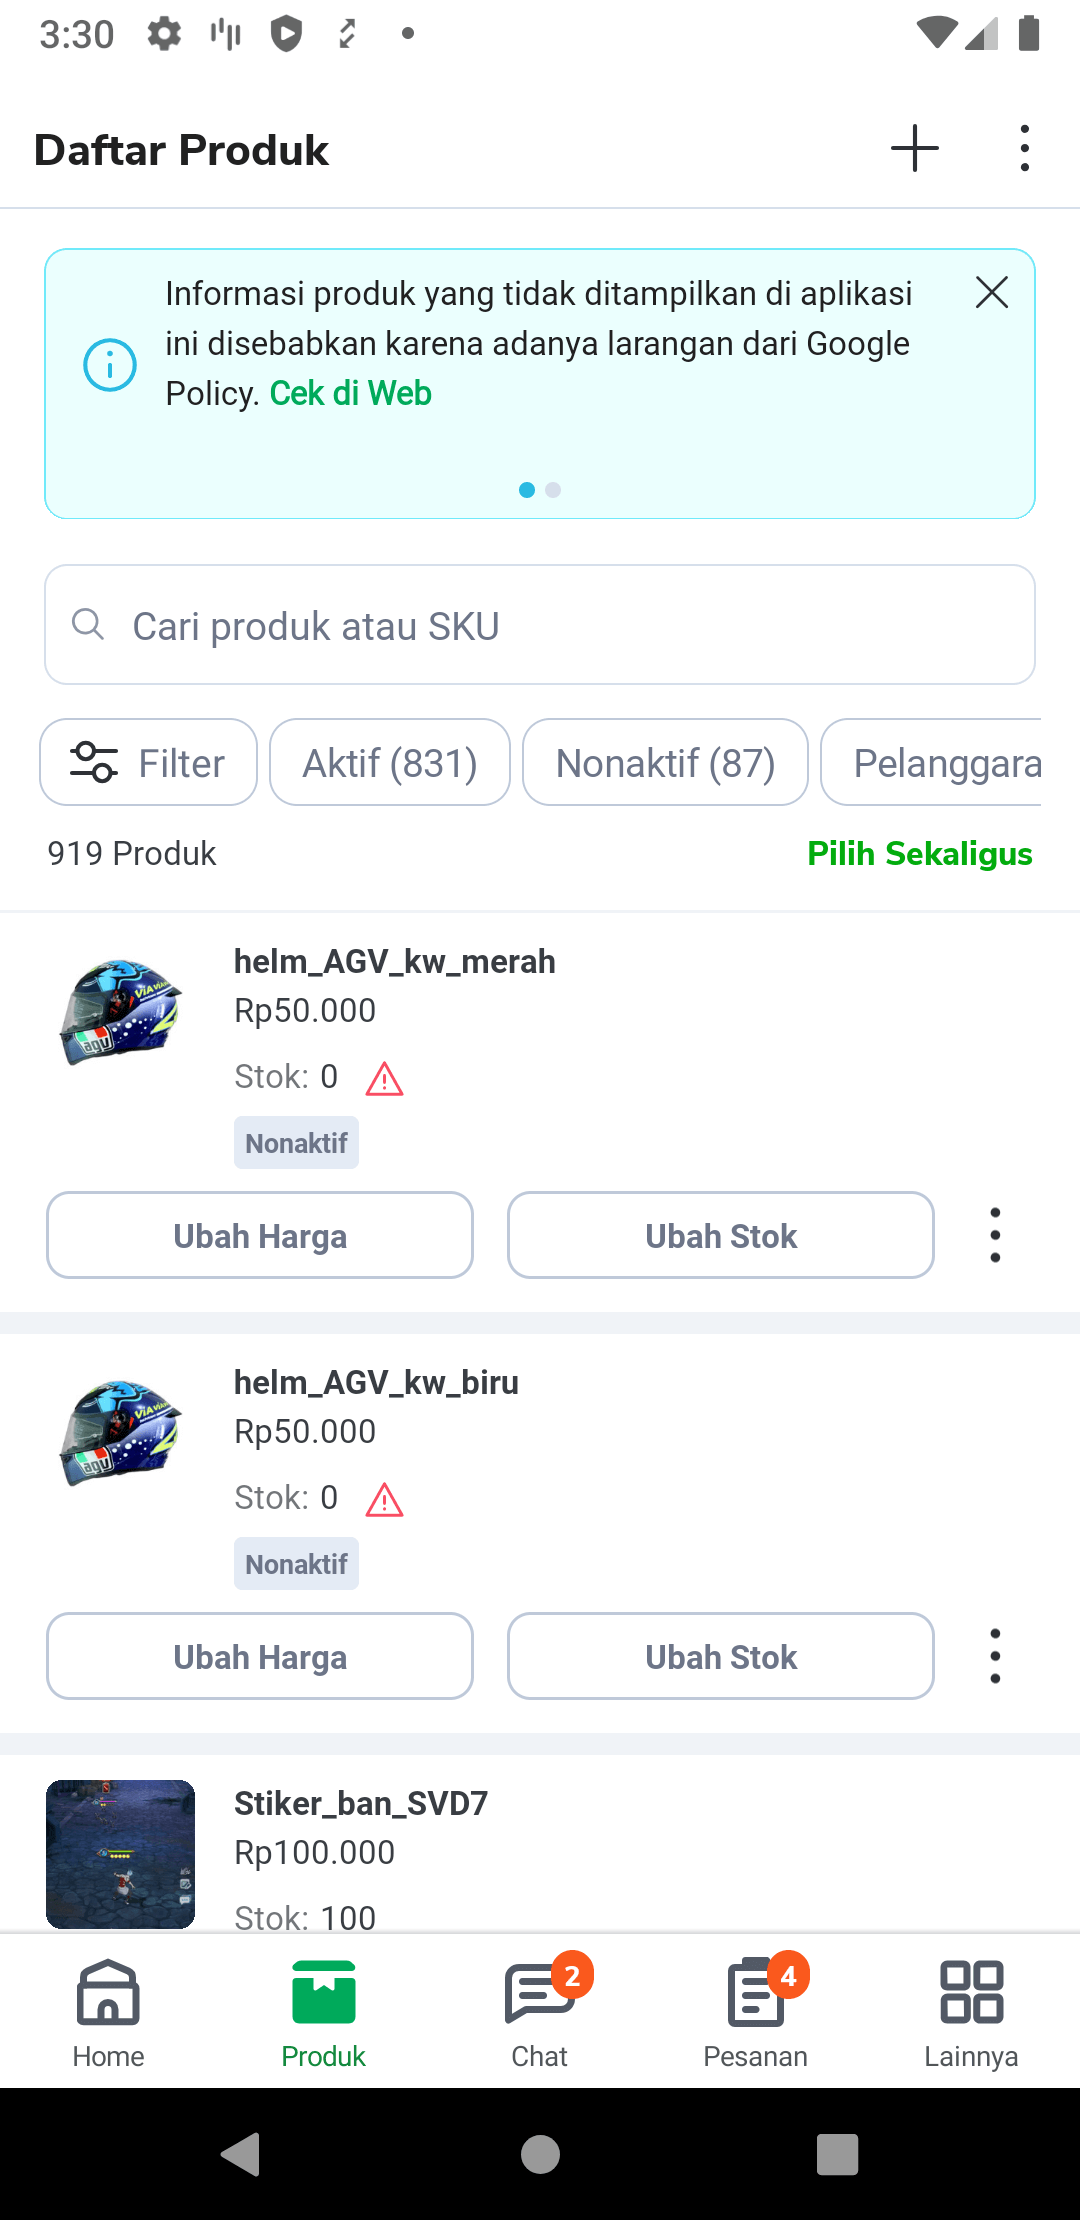 3:30
Daftar Produk
Informasi produk yang tidak ditampilkan di aplikasi
ini disebabkan karena adanya larangan dari Google
Policy. Cek di Web
Cari produk atau SKU
Filter
Aktif (831)
Nonaktif (87)
Pelanggara
919 Produk
Pilih Sekaligus
helm_AGV_kw_merah
Rp50.000
Stok: 0
Nonaktif
Ubah Harga
Ubah Stok
helm_AGV_kw_biru
Rp50.000
Stok: 0
Nonaktif
Ubah Harga
Ubah Stok
Stiker_ban_SVD7
Rp100.000
Stok: 100
2
4
Home
Produk
Chat
Pesanan
Lainnya